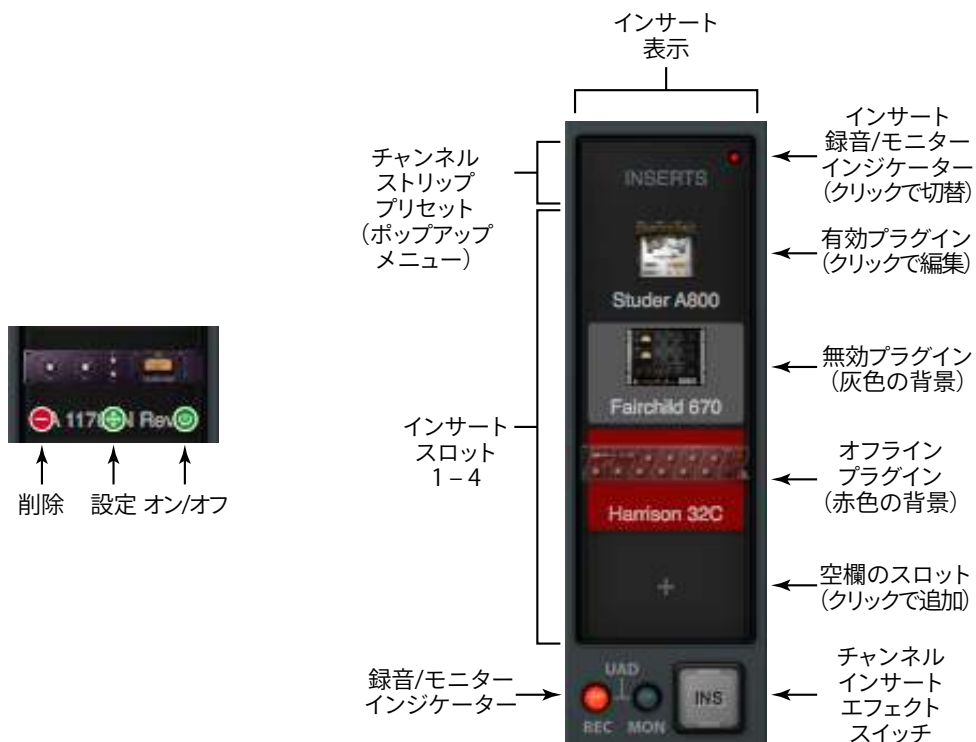 インサート
表示
チャンネル
ストリップ
プリセット
（ポップアップ
メニュー）
インサート
録音/モニター
インジケーター
（クリックで切替）
INSERTS
有効プラグイン
（クリックで編集）
Studer A800
無効プラグイン
（灰色の背景）
Fairchild 670
インサート
スロット
1 – 4
オフライン
プラグイン
（赤色の背景）
Harrison 32C
空欄のスロット
（クリックで追加）
+
録音/モニター
インジケーター
UAD
REC MON
INS
チャンネル
インサート
エフェクト
スイッチ
削除 設定 オン/オフ